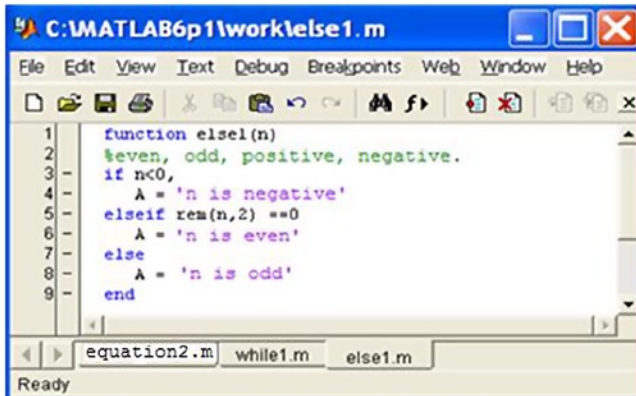 C:\MATLAB6p1\work\else1.m
File Edit View Text Debug Breakpoints Web Window Help
1 function else1(n)
2 %even, odd, positive, negative.
3 - if n<0,
4 - A = 'n is negative'
5 - elseif rem(n,2) ==0
6 - A = 'n is even'
7 - else
8 - A = 'n is odd'
9 - end
equation2.m while1.m else1.m
Ready